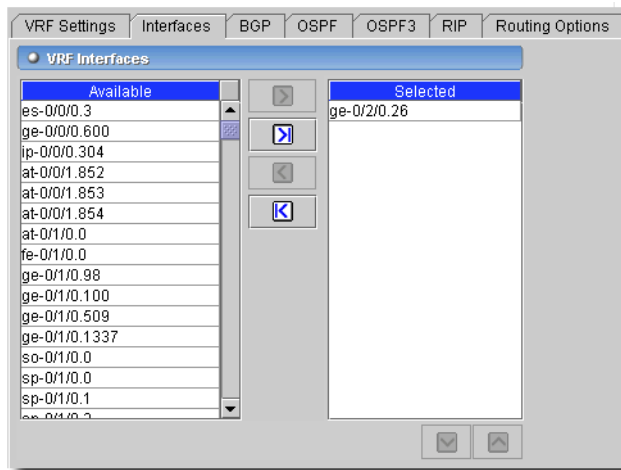 VRF Settings
Interfaces
BGP
OSPF
OSPF3
RIP
Routing Options
VRF Interfaces
Available
es-0/0/0.3
ge-0/0/0.600
ip-0/0/0.304
at-0/0/1.852
at-0/0/1.853
at-0/0/1.854
at-0/1/0.0
fe-0/1/0.0
ge-0/1/0.98
ge-0/1/0.100
ge-0/1/0.509
ge-0/1/0.1337
so-0/1/0.0
sp-0/1/0.0
sp-0/1/0.1
Selected
ge-0/2/0.26